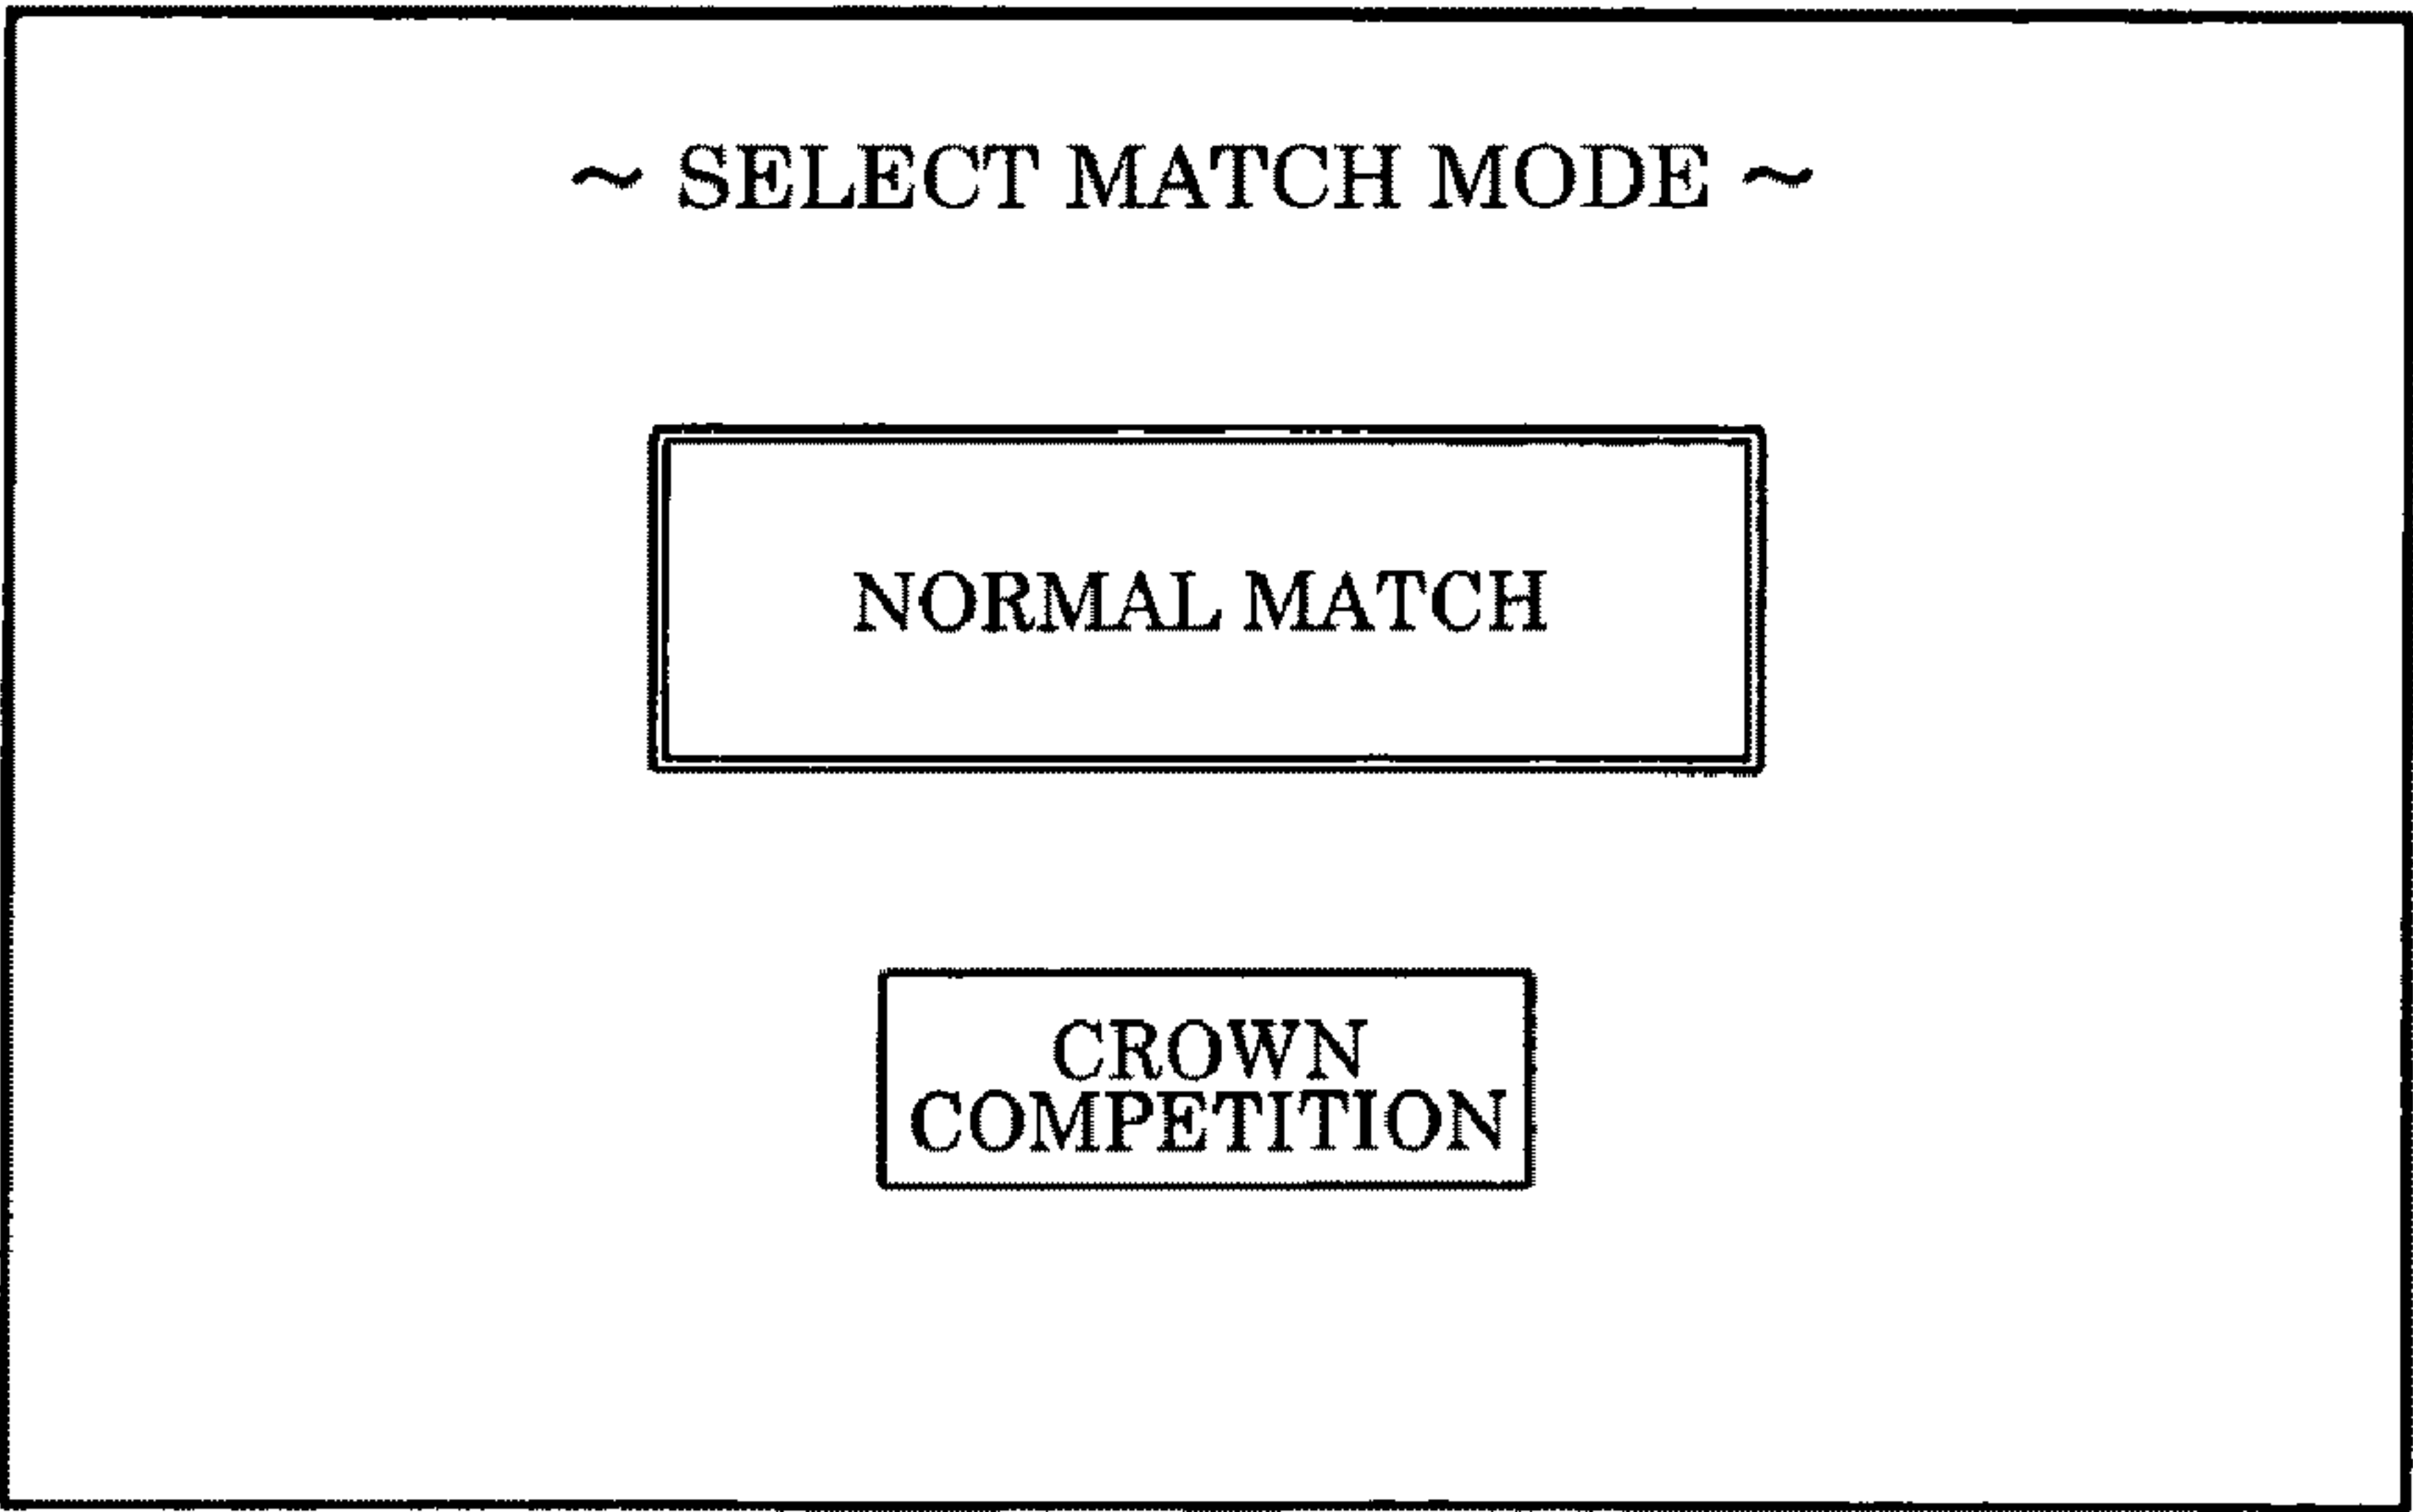 ~ SELECT MATCH MODE ~
NORMAL MATCH
CROWN
COMPETITION